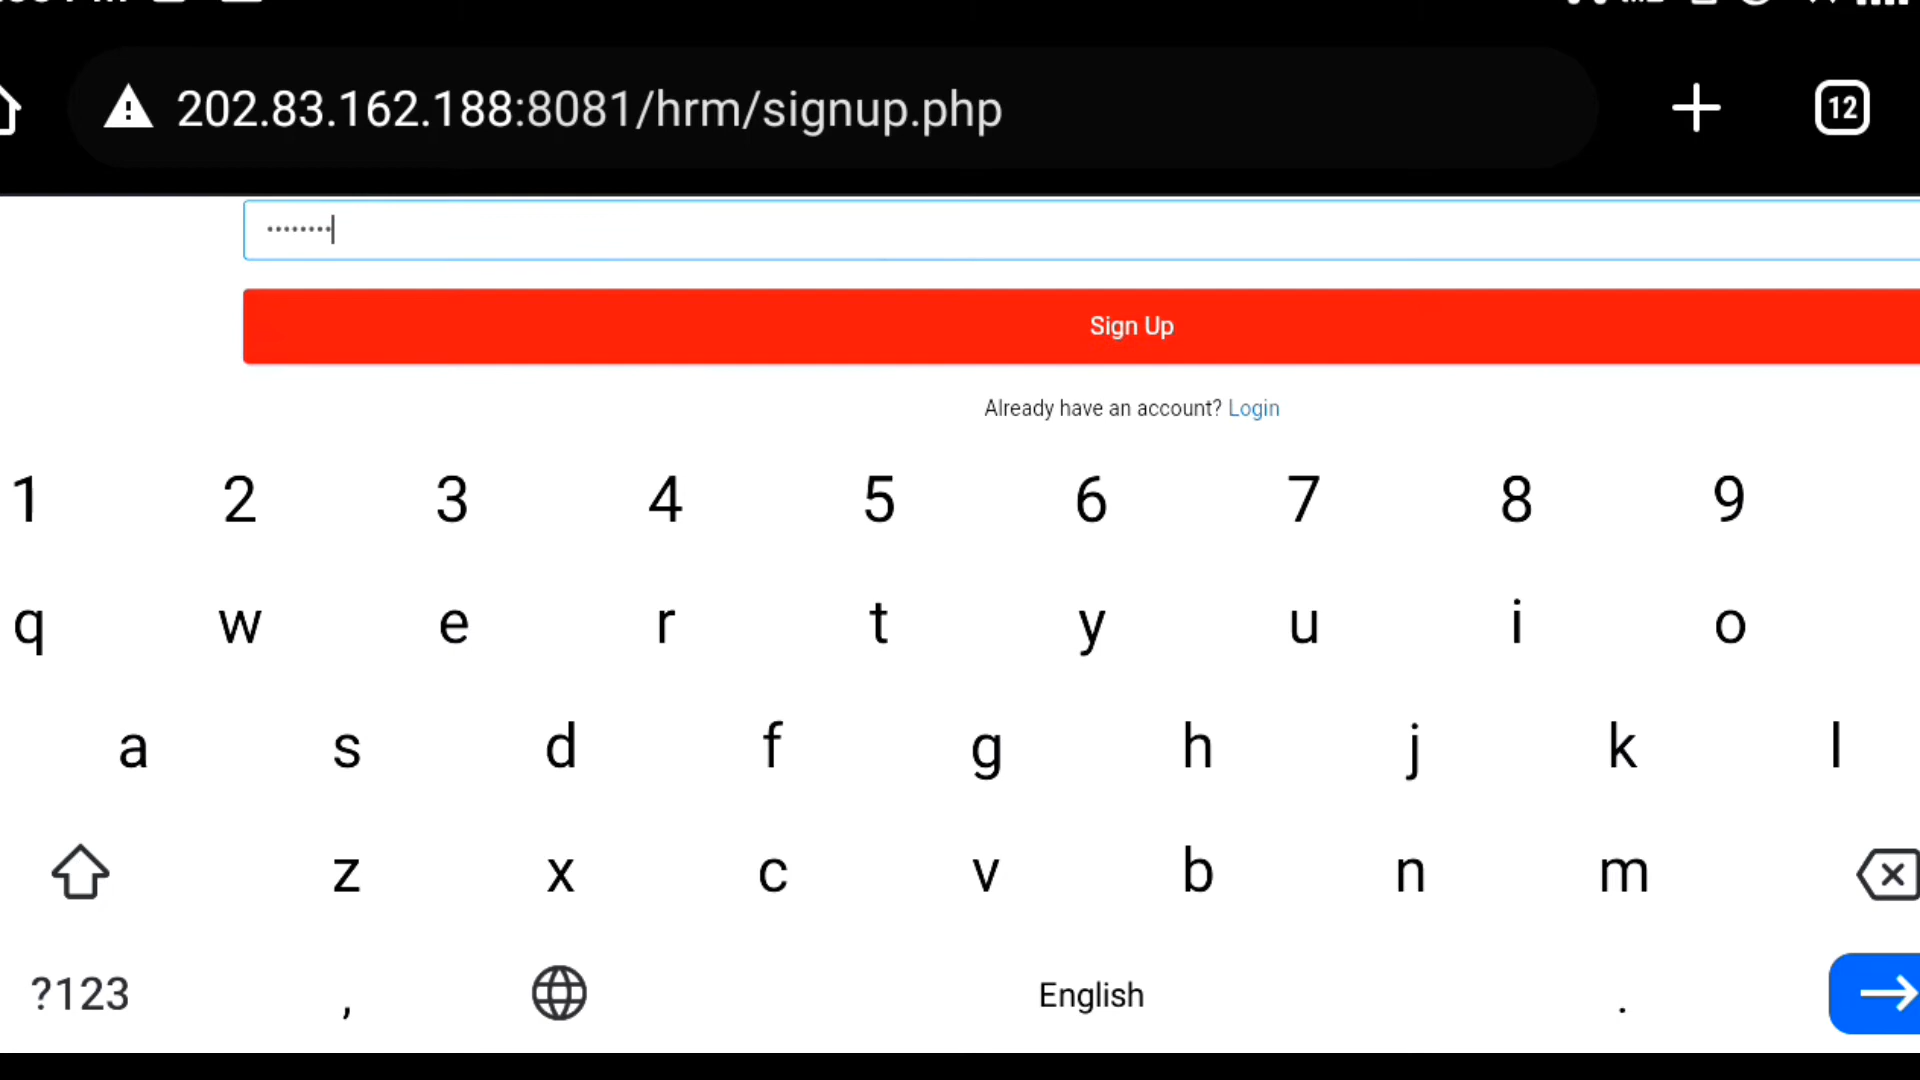 202.83.162.188:8081/hrm/signup.php
12
••••••••
Sign Up
Already have an account? Login
1 2 3 4 5 6 7 8 9
q w e r t y u i o
a s d f g h j k l
z x c v b n m
?123 , English .